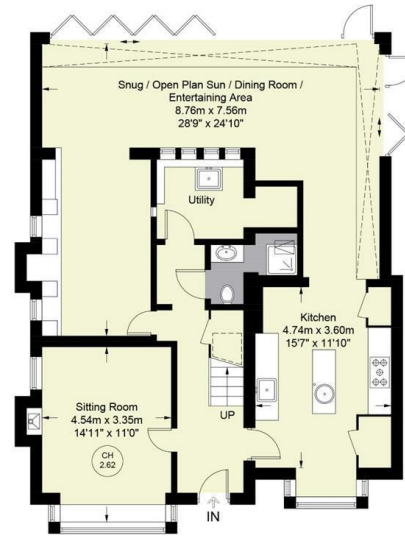 Snug / Open Plan Sun / Dining Room /
Entertaining Area
8.76m x 7.56m
28'9" x 24'10"
Utility
Kitchen
4.74m x 3.60m
15'7" x 11'10"
Sitting Room
4.54m x 3.35m
14'11" x 11'0"
CH
2.62
UP
IN